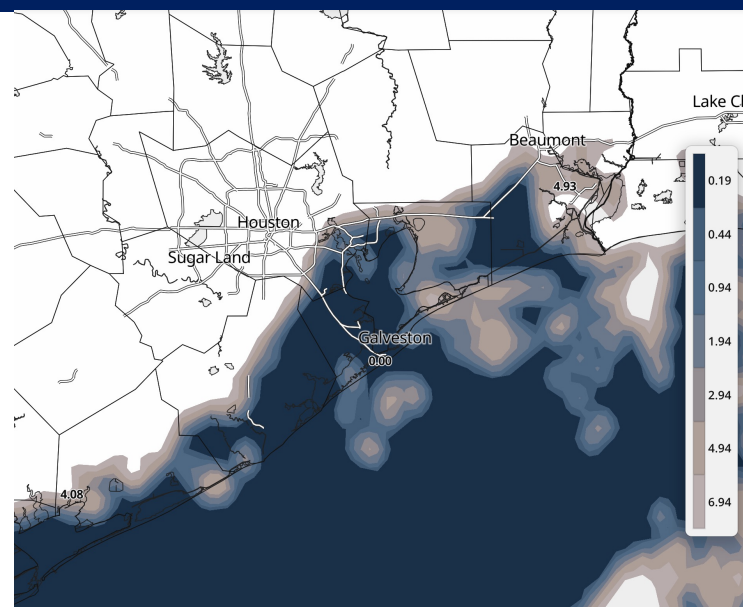 Lake Cl
Beaumont
4.93
Houston
Sugar Land
Galveston
0.00
4.08
0.19
0.44
0.94
1.94
2.94
4.94
6.94